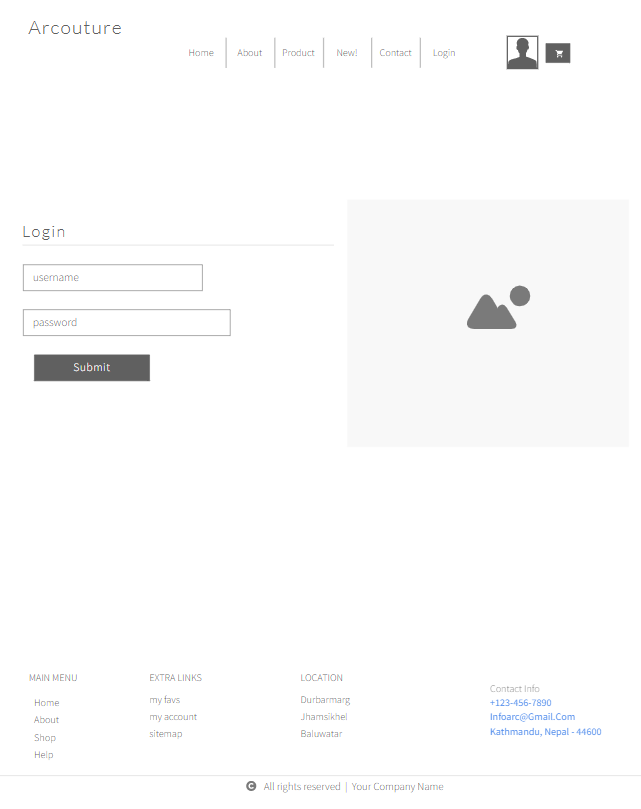 Arcouture
Home
About
Product
New!
Contact
Login
Login
username
password
Submit
MAIN MENU
Home
About
Shop
Help
EXTRA LINKS
my favs
my account
sitemap
LOCATION
Durbarmarg
Jhamsikhel
Baluwatar
Contact Info
+123-456-7890
Infoarc@Gmail.Com
Kathmandu, Nepal - 44600
C All rights reserved | Your Company Name